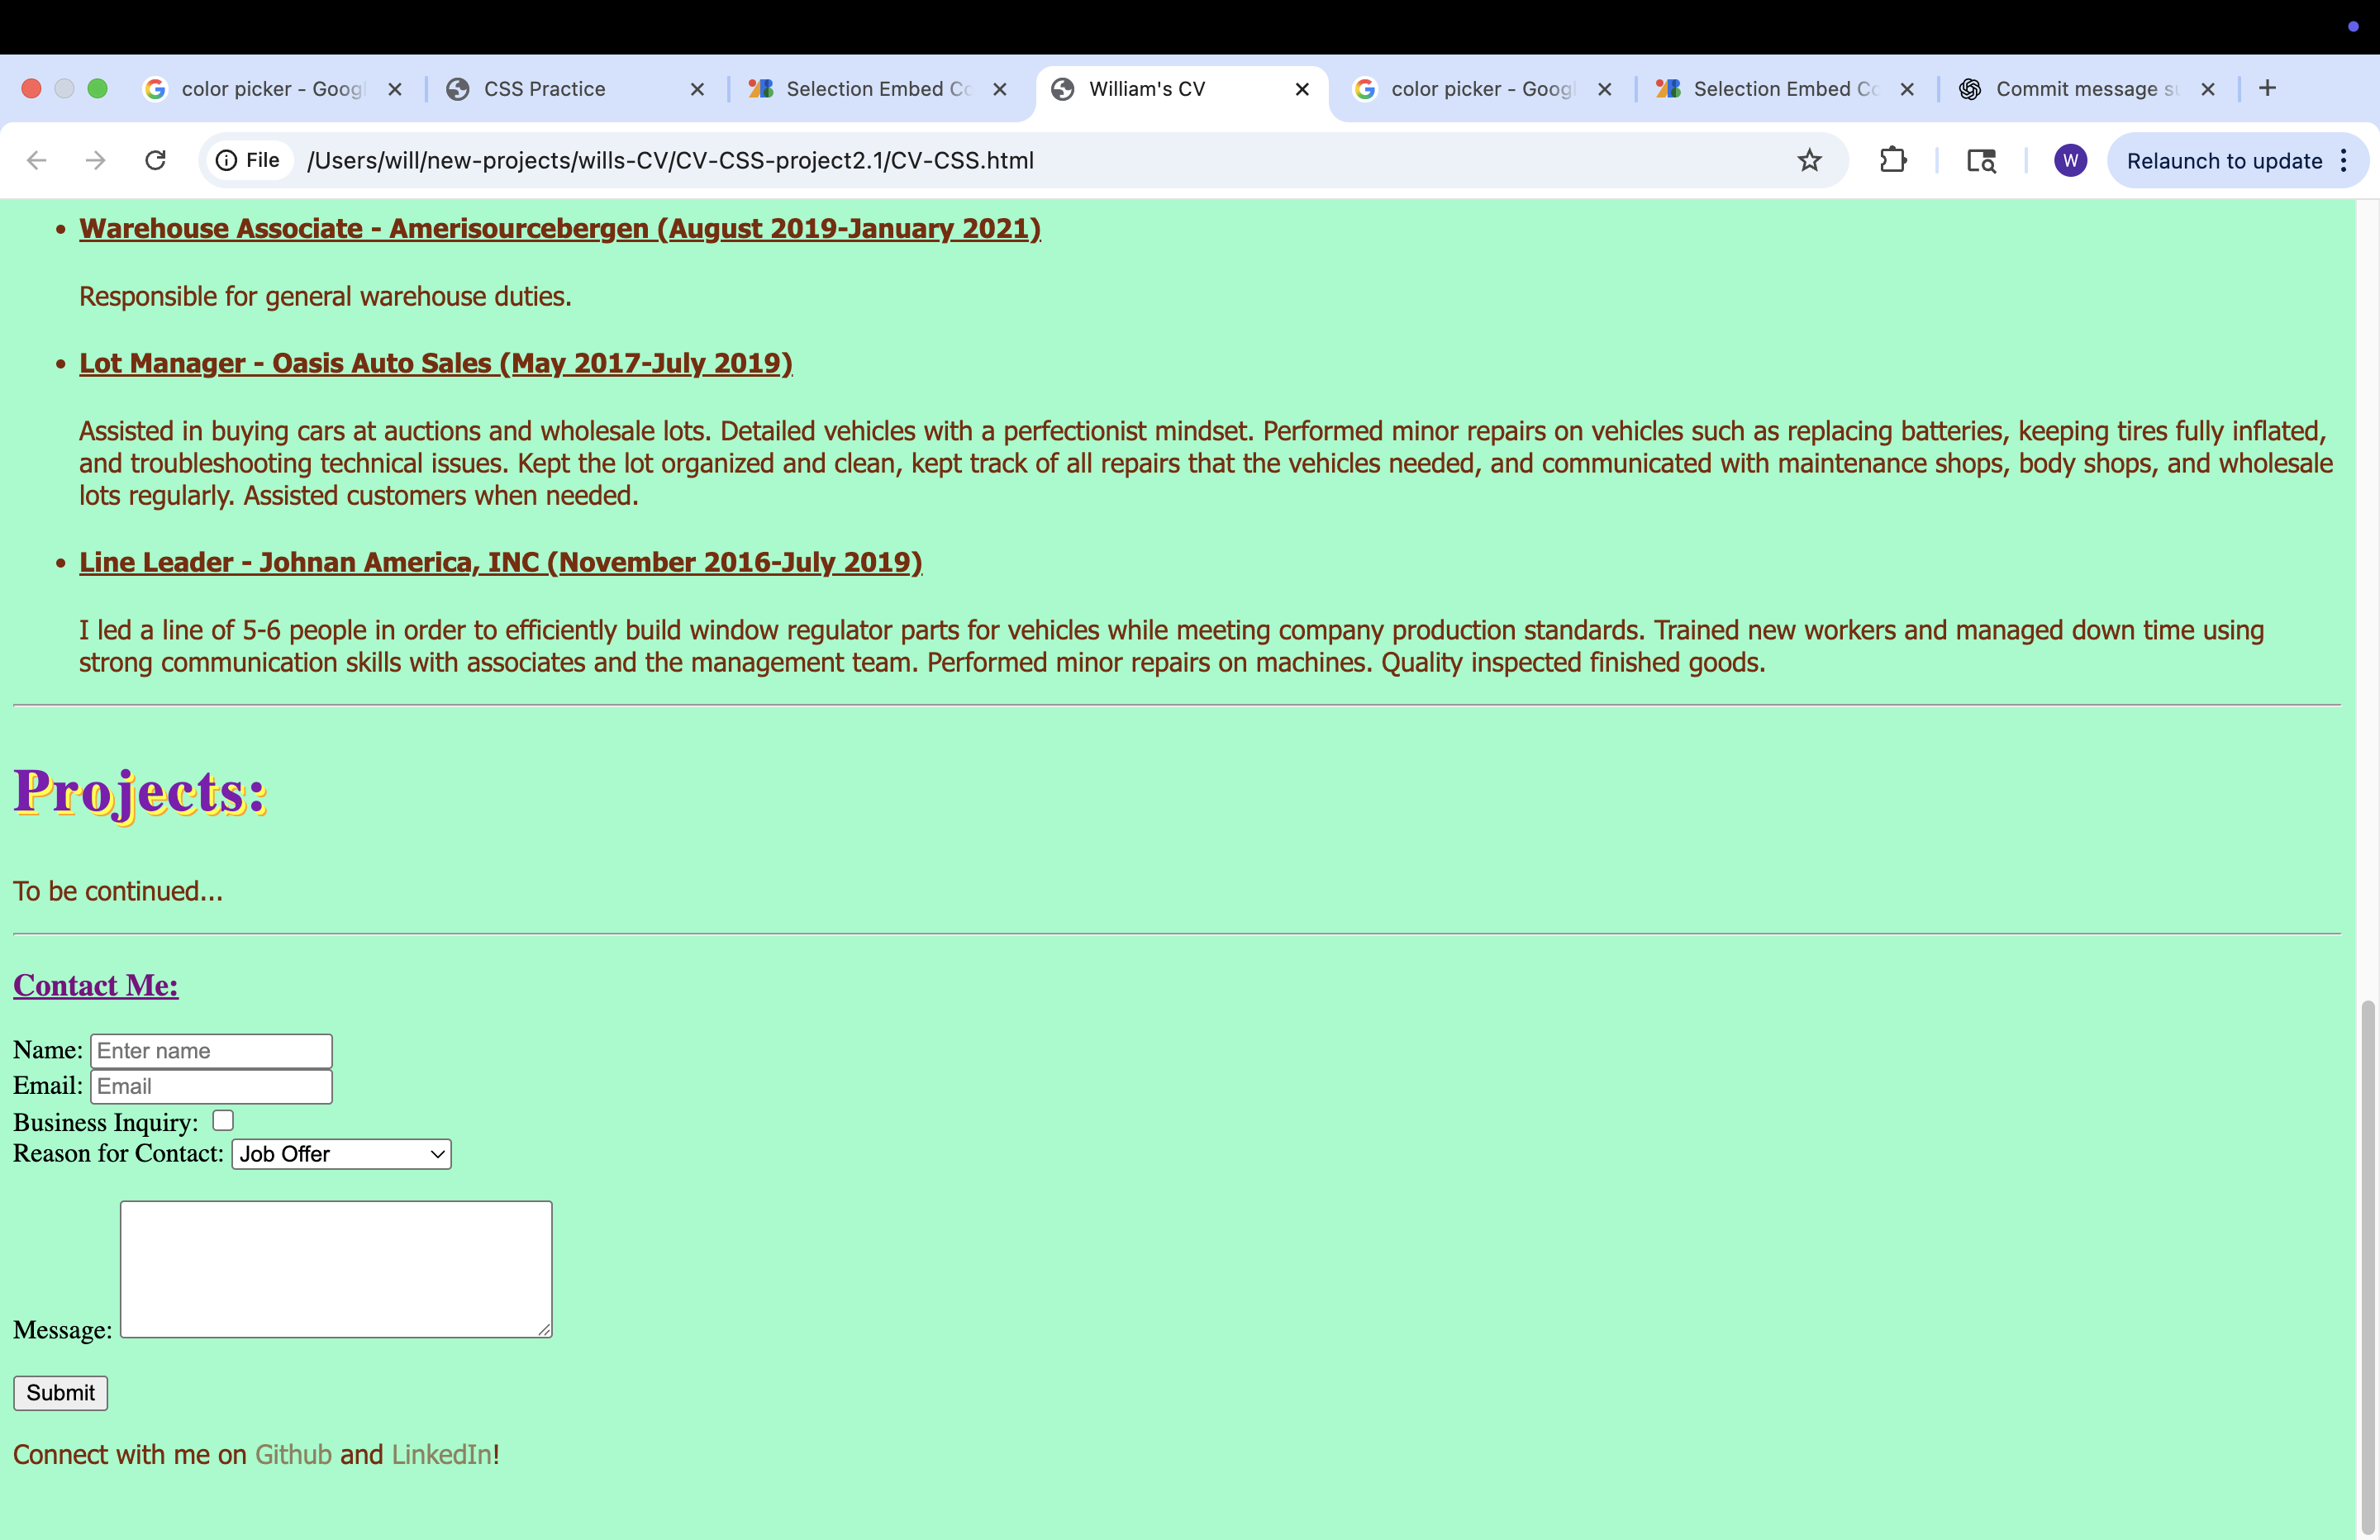 color picker - Goog
CSS Practice
Selection Embed Co
William's CV
color picker - Goog
Selection Embed Co
Commit message su
File
/Users/will/new-projects/wills-CV/CV-CSS-project2.1/CV-CSS.html
W
Relaunch to update
Warehouse Associate - Amerisourcebergen (August 2019-January 2021)
Responsible for general warehouse duties.
Lot Manager - Oasis Auto Sales (May 2017-July 2019)
Assisted in buying cars at auctions and wholesale lots. Detailed vehicles with a perfectionist mindset. Performed minor repairs on vehicles such as replacing batteries, keeping tires fully inflated,
and troubleshooting technical issues. Kept the lot organized and clean, kept track of all repairs that the vehicles needed, and communicated with maintenance shops, body shops, and wholesale
lots regularly. Assisted customers when needed.
Line Leader - Johnan America, INC (November 2016-July 2019)
I led a line of 5-6 people in order to efficiently build window regulator parts for vehicles while meeting company production standards. Trained new workers and managed down time using
strong communication skills with associates and the management team. Performed minor repairs on machines. Quality inspected finished goods.
Projects:
To be continued...
Contact Me:
Name: Enter name
Email: Email
Business Inquiry:
Reason for Contact: Job Offer
Message:
Submit
Connect with me on Github and LinkedIn!